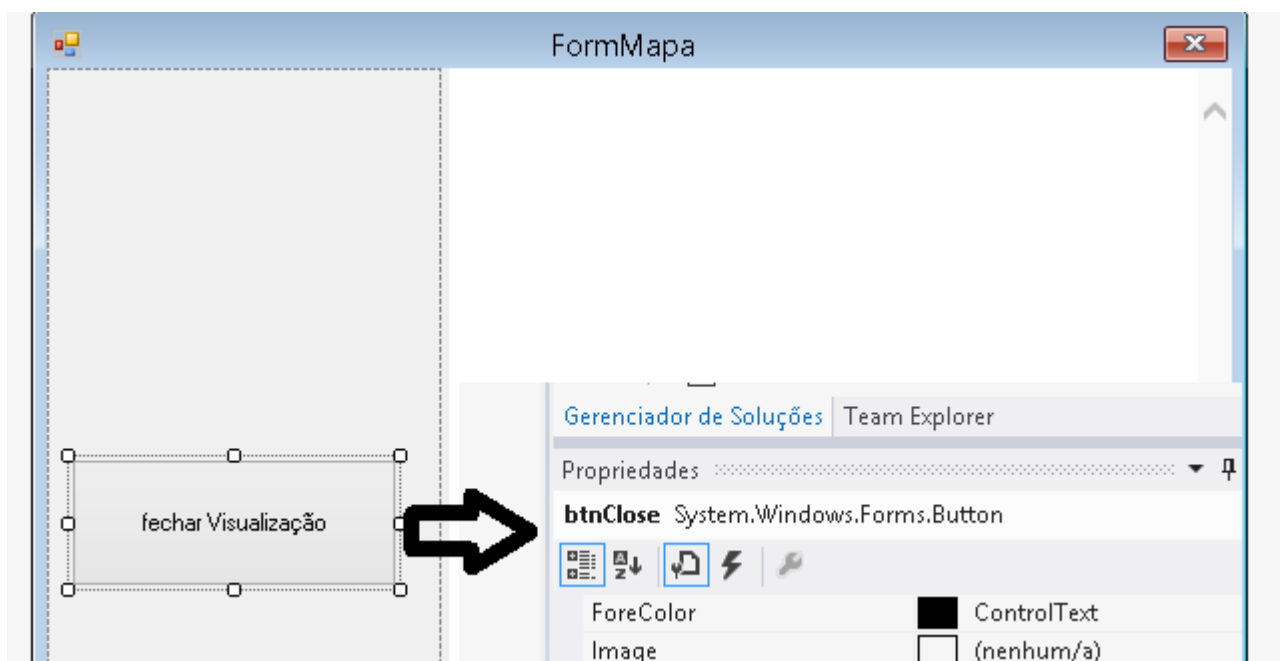 FormMapa
Gerenciador de Soluções Team Explorer
Propriedades
fechar Visualização
btnClose System.Windows.Forms.Button
ForeColor ControlText
Image (nenhum/a)